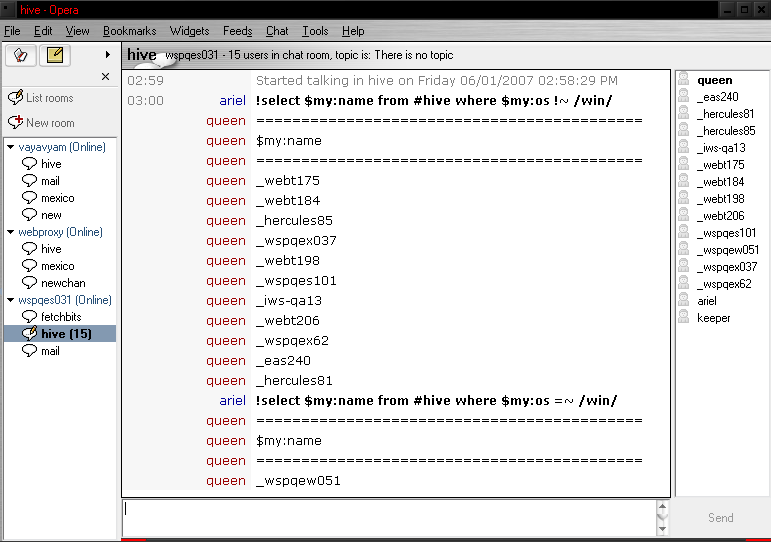 hive - Opera
File Edit View Bookmarks Widgets Feeds Chat Tools Help
hive wspqes031 - 15 users in chat room, topic is: There is no topic
List rooms
New room
vayavyam (Online)
hive
mail
mexico
new
webproxy (Online)
hive
mexico
newchan
wspqes031 (Online)
fetchbits
hive (15)
mail
02:59 Started talking in hive on Friday 06/01/2007 02:58:29 PM
03:00 ariel !select $my:name from #hive where $my:os !~ /win/
queen =========================================
queen $my:name
queen =========================================
queen _webt175
queen _webt184
queen _hercules85
queen _wspqex037
queen _webt198
queen _wspqes101
queen _iws-qa13
queen _webt206
queen _wspqex62
queen _eas240
queen _hercules81
ariel !select $my:name from #hive where $my:os =~ /win/
queen =========================================
queen $my:name
queen =========================================
queen _wspqew051
queen
_eas240
_hercules81
_hercules85
_iws-qa13
_webt175
_webt184
_webt198
_webt206
_wspqes101
_wspqew051
_wspqex037
_wspqex62
ariel
keeper
Send